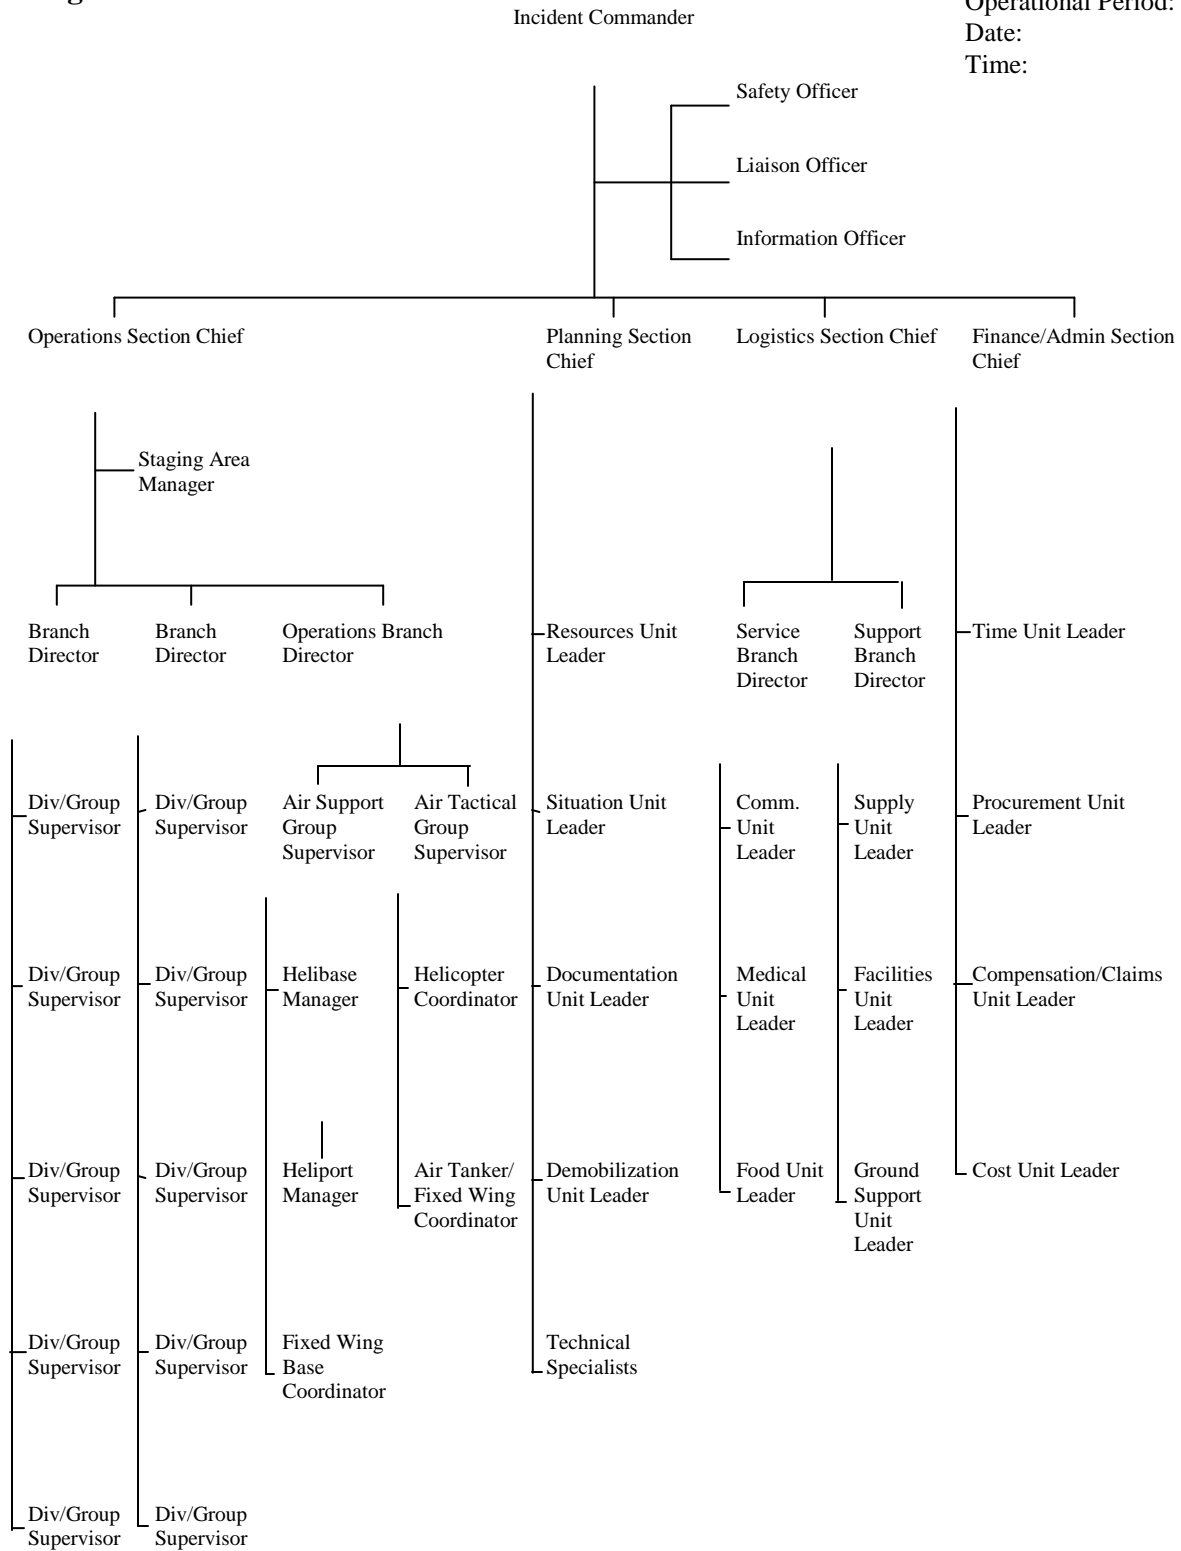 Operational Period:
Incident Commander
Date:
Time:
Safety Officer
Liaison Officer
Information Officer
Operations Section Chief
Planning Section
Chief
Logistics Section Chief
Finance/Admin Section
Chief
Staging Area
Manager
Branch
Director
Branch
Director
Operations Branch
Director
Resources Unit
Leader
Service
Branch
Director
Support
Branch
Director
Time Unit Leader
Div/Group
Supervisor
Div/Group
Supervisor
Air Support
Group
Supervisor
Air Tactical
Group
Supervisor
Situation Unit
Leader
Comm.
Unit
Leader
Supply
Unit
Leader
Procurement Unit
Leader
Div/Group
Supervisor
Div/Group
Supervisor
Helibase
Manager
Helicopter
Coordinator
Documentation
Unit Leader
Medical
Unit
Leader
Facilities
Unit
Leader
Compensation/Claims
Unit Leader
Div/Group
Supervisor
Div/Group
Supervisor
Heliport
Manager
Air Tanker/
Fixed Wing
Coordinator
Demobilization
Unit Leader
Food Unit
Leader
Ground
Support
Unit
Leader
Cost Unit Leader
Div/Group
Supervisor
Div/Group
Supervisor
Fixed Wing
Base
Coordinator
Technical
Specialists
Div/Group
Supervisor
Div/Group
Supervisor